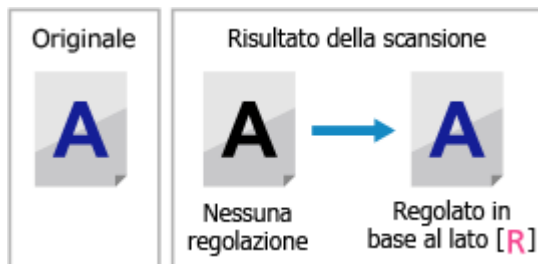 Originale
A
Risultato della scansione
A
A
Nessuna
regolazione
Regolato in
base al lato [R]